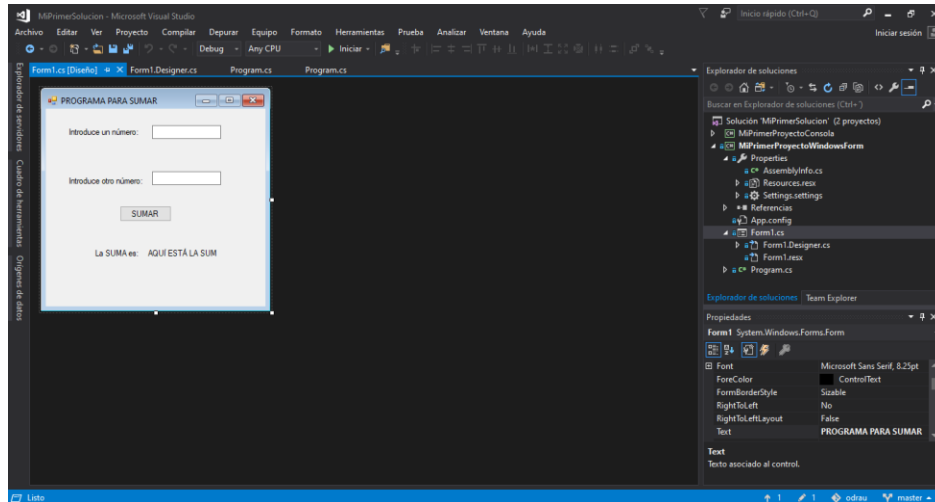 MiPrimerSolucion - Microsoft Visual Studio
Inicio rápido (Ctrl+Q)
Archivo Editar Ver Proyecto Compilar Depurar Equipo Formato Herramientas Prueba Analizar Ventana Ayuda
Iniciar sesión
Debug Any CPU Iniciar
Explorador de servidores
Cuadro de herramientas
Orígenes de datos
Form1.cs [Diseño] Form1.Designer.cs Program.cs Program.cs
PROGRAMA PARA SUMAR
Introduce un número:
Introduce otro número:
SUMAR
La SUMA es: AQUÍ ESTÁ LA SUM
Explorador de soluciones
Buscar en Explorador de soluciones (Ctrl+´)
Solución 'MiPrimerSolucion' (2 proyectos)
MiPrimerProyectoConsola
MiPrimerProyectoWindowsForm
Properties
AssemblyInfo.cs
Resources.resx
Settings.settings
Referencias
App.config
Form1.cs
Form1.Designer.cs
Form1.resx
Program.cs
Explorador de soluciones Team Explorer
Propiedades
Form1 System.Windows.Forms.Form
Font Microsoft Sans Serif, 8.25pt
ForeColor ControlText
FormBorderStyle Sizable
RightToLeft No
RightToLeftLayout False
Text PROGRAMA PARA SUMAR
Text
Texto asociado al control.
Listo
1 1 odrau master